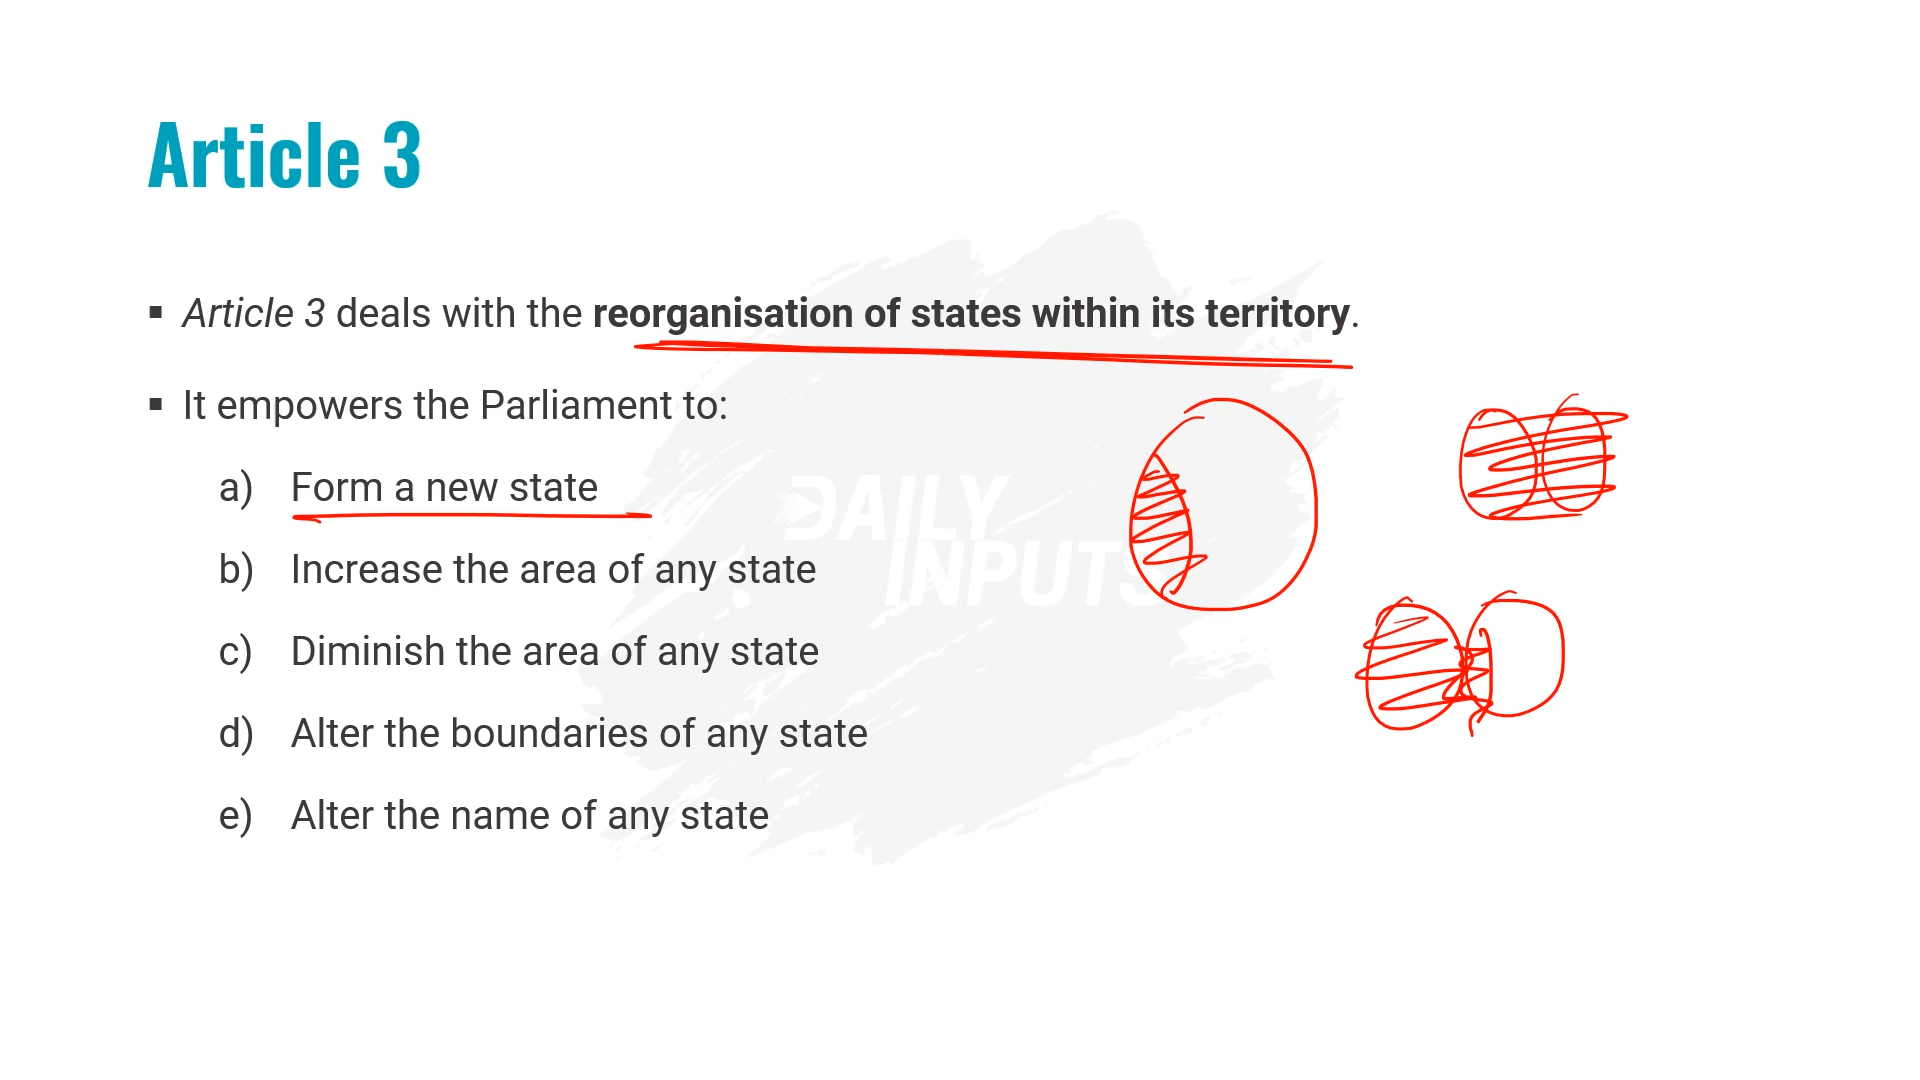 Article 3
▪ Article 3 deals with the reorganisation of states within its territory.
▪ It empowers the Parliament to:
a) Form a new state
b) Increase the area of any state
c) Diminish the area of any state
d) Alter the boundaries of any state
e) Alter the name of any state
DAILY
INPUTS